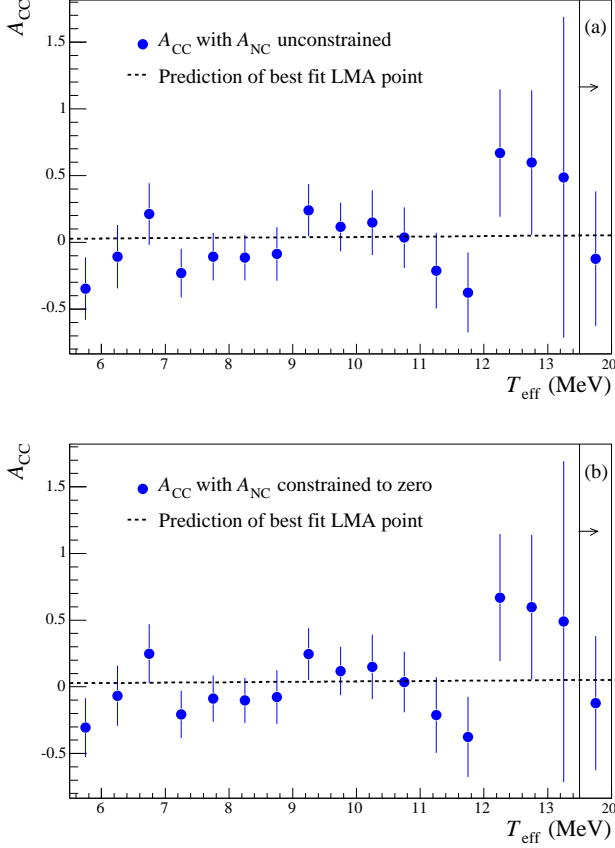 A_CC
1.5
1
0.5
0
-0.5
A_CC with A_NC unconstrained
Prediction of best fit LMA point
(a)
6 7 8 9 10 11 12 13 20
T_eff (MeV)
A_CC
1.5
1
0.5
0
-0.5
A_CC with A_NC constrained to zero
Prediction of best fit LMA point
(b)
6 7 8 9 10 11 12 13 20
T_eff (MeV)